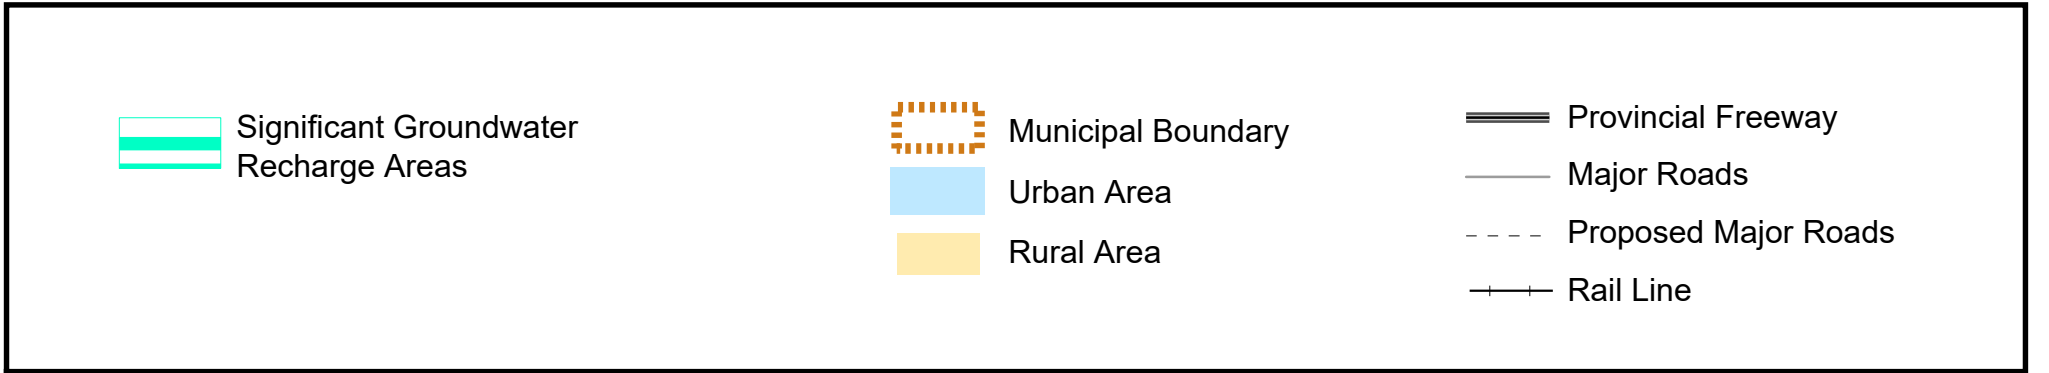 Significant Groundwater
Recharge Areas
Municipal Boundary
Urban Area
Rural Area
Provincial Freeway
Major Roads
Proposed Major Roads
Rail Line